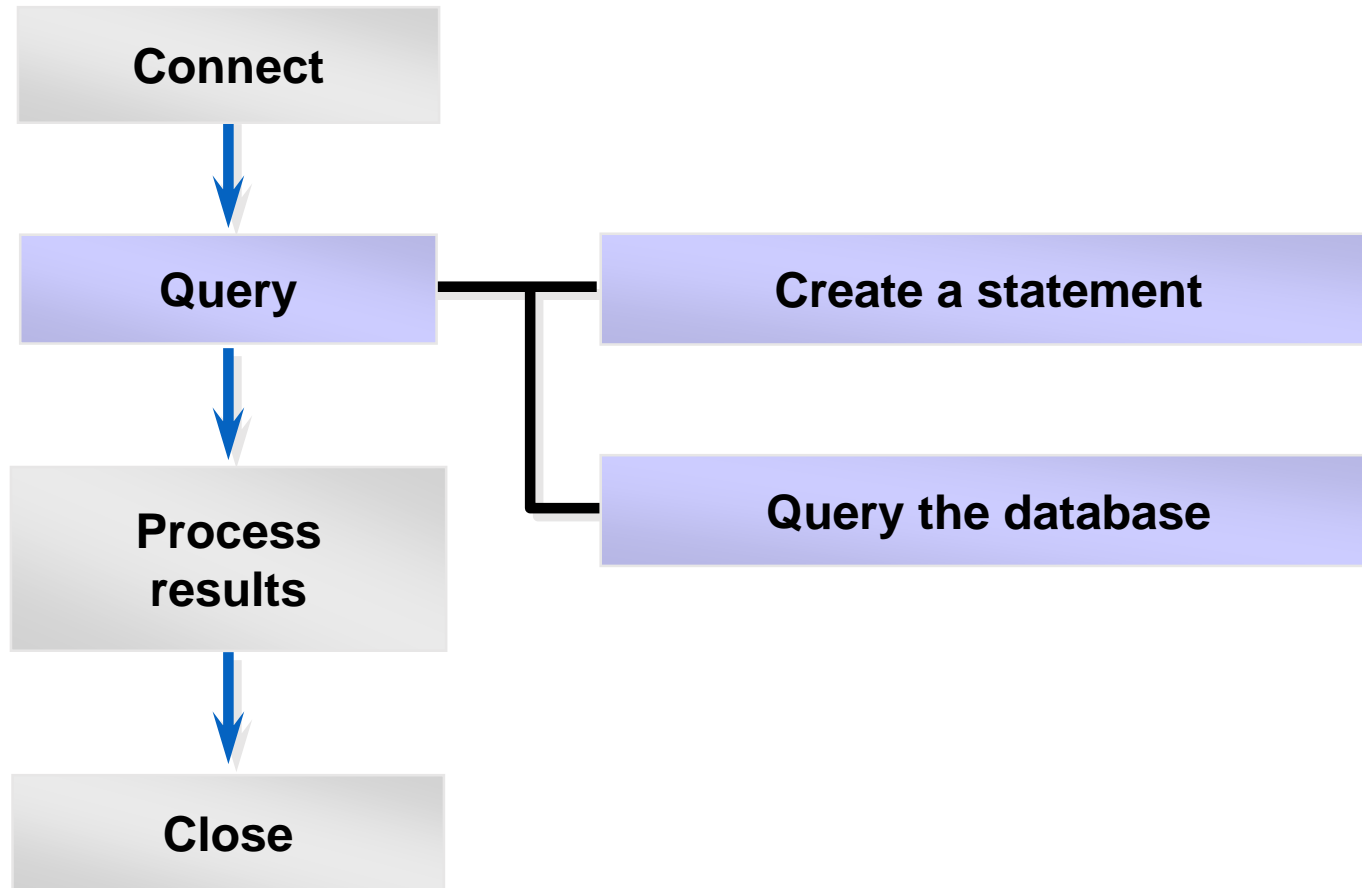 Connect
Query
Create a statement
Query the database
Process
results
Close